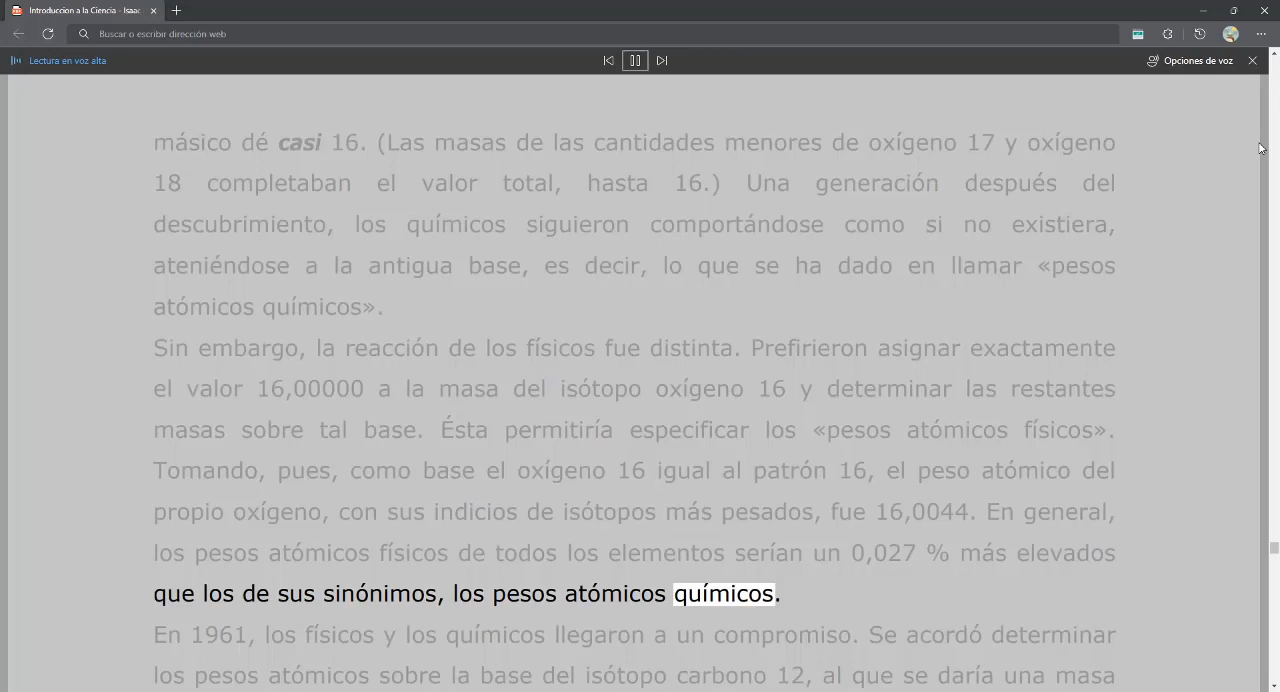 Introduccion a la Ciencia - Isaac
Buscar o escribir dirección web
Lectura en voz alta
Opciones de voz
másico dé casi 16. (Las masas de las cantidades menores de oxígeno 17 y oxígeno
18 completaban el valor total, hasta 16.) Una generación después del
descubrimiento, los químicos siguieron comportándose como si no existiera,
ateniéndose a la antigua base, es decir, lo que se ha dado en llamar «pesos
atómicos químicos».
Sin embargo, la reacción de los físicos fue distinta. Prefirieron asignar exactamente
el valor 16,00000 a la masa del isótopo oxígeno 16 y determinar las restantes
masas sobre tal base. Ésta permitiría especificar los «pesos atómicos físicos».
Tomando, pues, como base el oxígeno 16 igual al patrón 16, el peso atómico del
propio oxígeno, con sus indicios de isótopos más pesados, fue 16,0044. En general,
los pesos atómicos físicos de todos los elementos serían un 0,027 % más elevados
que los de sus sinónimos, los pesos atómicos químicos.
En 1961, los físicos y los químicos llegaron a un compromiso. Se acordó determinar
los pesos atómicos sobre la base del isótopo carbono 12, al que se daría una masa